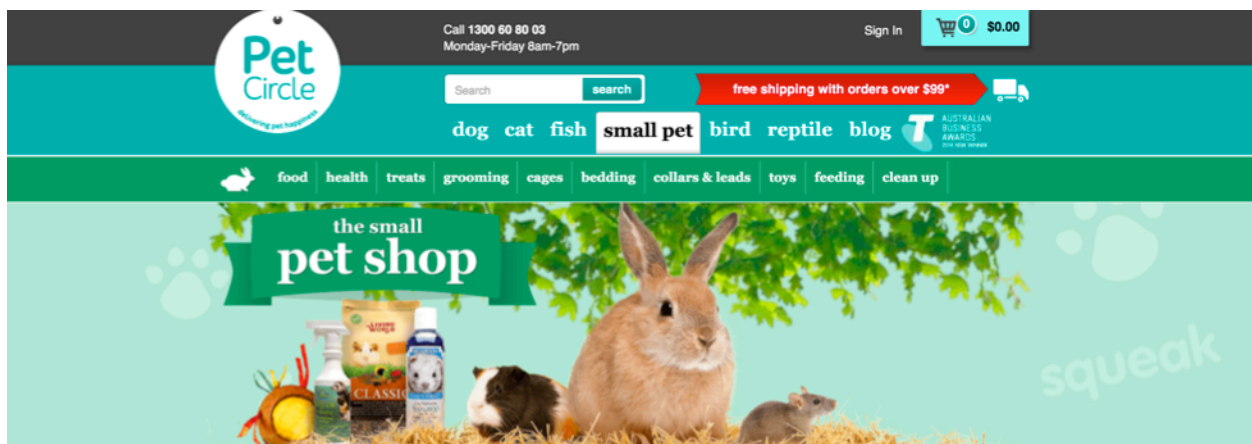 Pet
Circle
delivering pet happiness
Call 1300 60 80 03
Monday-Friday 8am-7pm
Sign In
0
$0.00
Search
search
free shipping with orders over $99*
dog cat fish small pet bird reptile blog
AUSTRALIAN
BUSINESS
AWARDS
food health treats grooming cages bedding collars & leads toys feeding clean up
the small
pet shop
LIVING
WORLD
CLASSIC
squeak